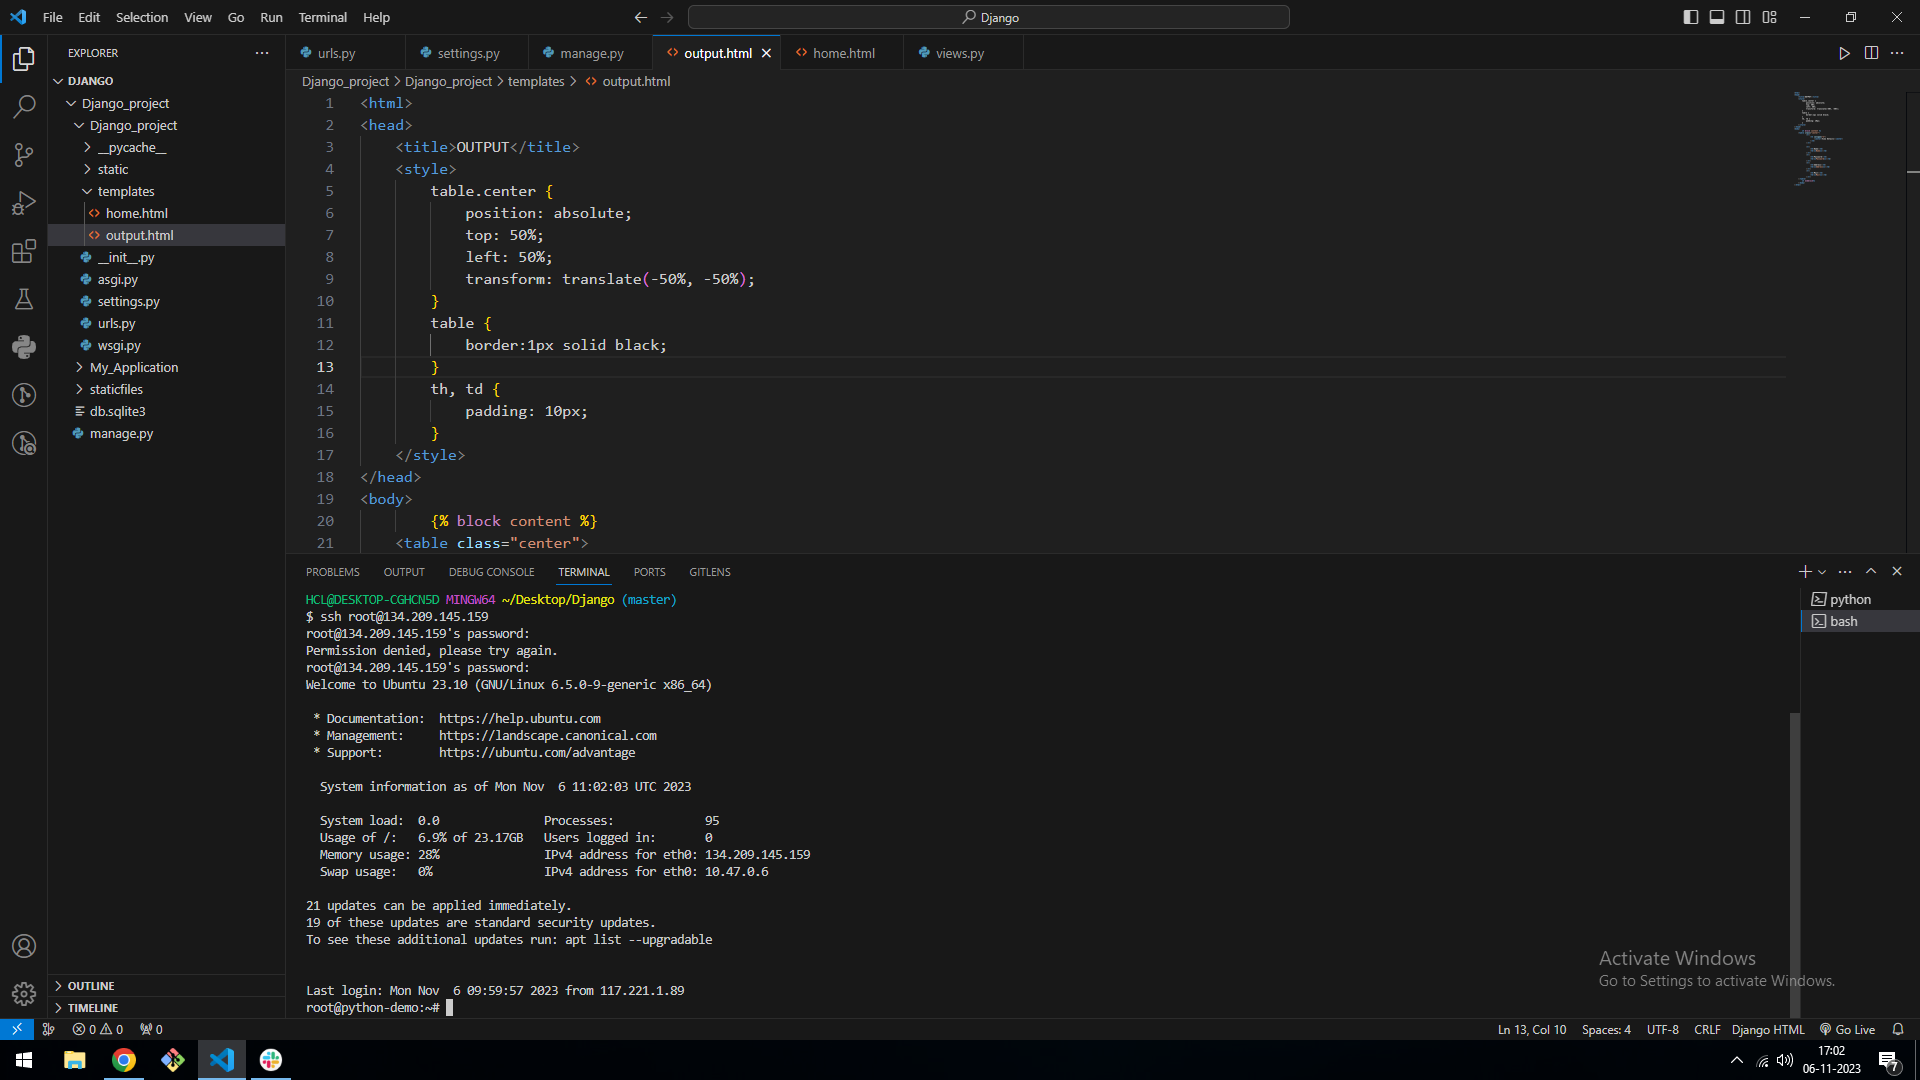 File Edit Selection View Go Run Terminal Help
Django
EXPLORER
DJANGO
Django_project
Django_project
__pycache__
static
templates
home.html
output.html
__init__.py
asgi.py
settings.py
urls.py
wsgi.py
My_Application
staticfiles
db.sqlite3
manage.py
OUTLINE
TIMELINE
urls.py settings.py manage.py output.html home.html views.py
Django_project > Django_project > templates > output.html
1 <html>
2 <head>
3 <title>OUTPUT</title>
4 <style>
5 table.center {
6 position: absolute;
7 top: 50%;
8 left: 50%;
9 transform: translate(-50%, -50%);
10 }
11 table {
12 border:1px solid black;
13 }
14 th, td {
15 padding: 10px;
16 }
17 </style>
18 </head>
19 <body>
20 {% block content %}
21 <table class="center">
PROBLEMS OUTPUT DEBUG CONSOLE TERMINAL PORTS GITLENS
HCL@DESKTOP-CGHCN5D MINGW64 ~/Desktop/Django (master)
$ ssh root@134.209.145.159
root@134.209.145.159's password:
Permission denied, please try again.
root@134.209.145.159's password:
Welcome to Ubuntu 23.10 (GNU/Linux 6.5.0-9-generic x86_64)
* Documentation: https://help.ubuntu.com
* Management: https://landscape.canonical.com
* Support: https://ubuntu.com/advantage
System information as of Mon Nov 6 11:02:03 UTC 2023
System load: 0.0 Processes: 95
Usage of /: 6.9% of 23.17GB Users logged in: 0
Memory usage: 28% IPv4 address for eth0: 134.209.145.159
Swap usage: 0% IPv4 address for eth0: 10.47.0.6
21 updates can be applied immediately.
19 of these updates are standard security updates.
To see these additional updates run: apt list --upgradable
Last login: Mon Nov 6 09:59:57 2023 from 117.221.1.89
root@python-demo:~#
python
bash
Activate Windows
Go to Settings to activate Windows.
0 0 0
Ln 13, Col 10 Spaces: 4 UTF-8 CRLF Django HTML Go Live
17:02
06-11-2023
7